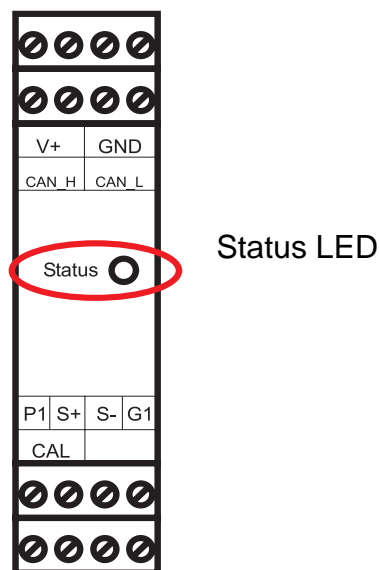 V+ GND
CAN_H CAN_L
Status
Status LED
P1 S+ S- G1
CAL